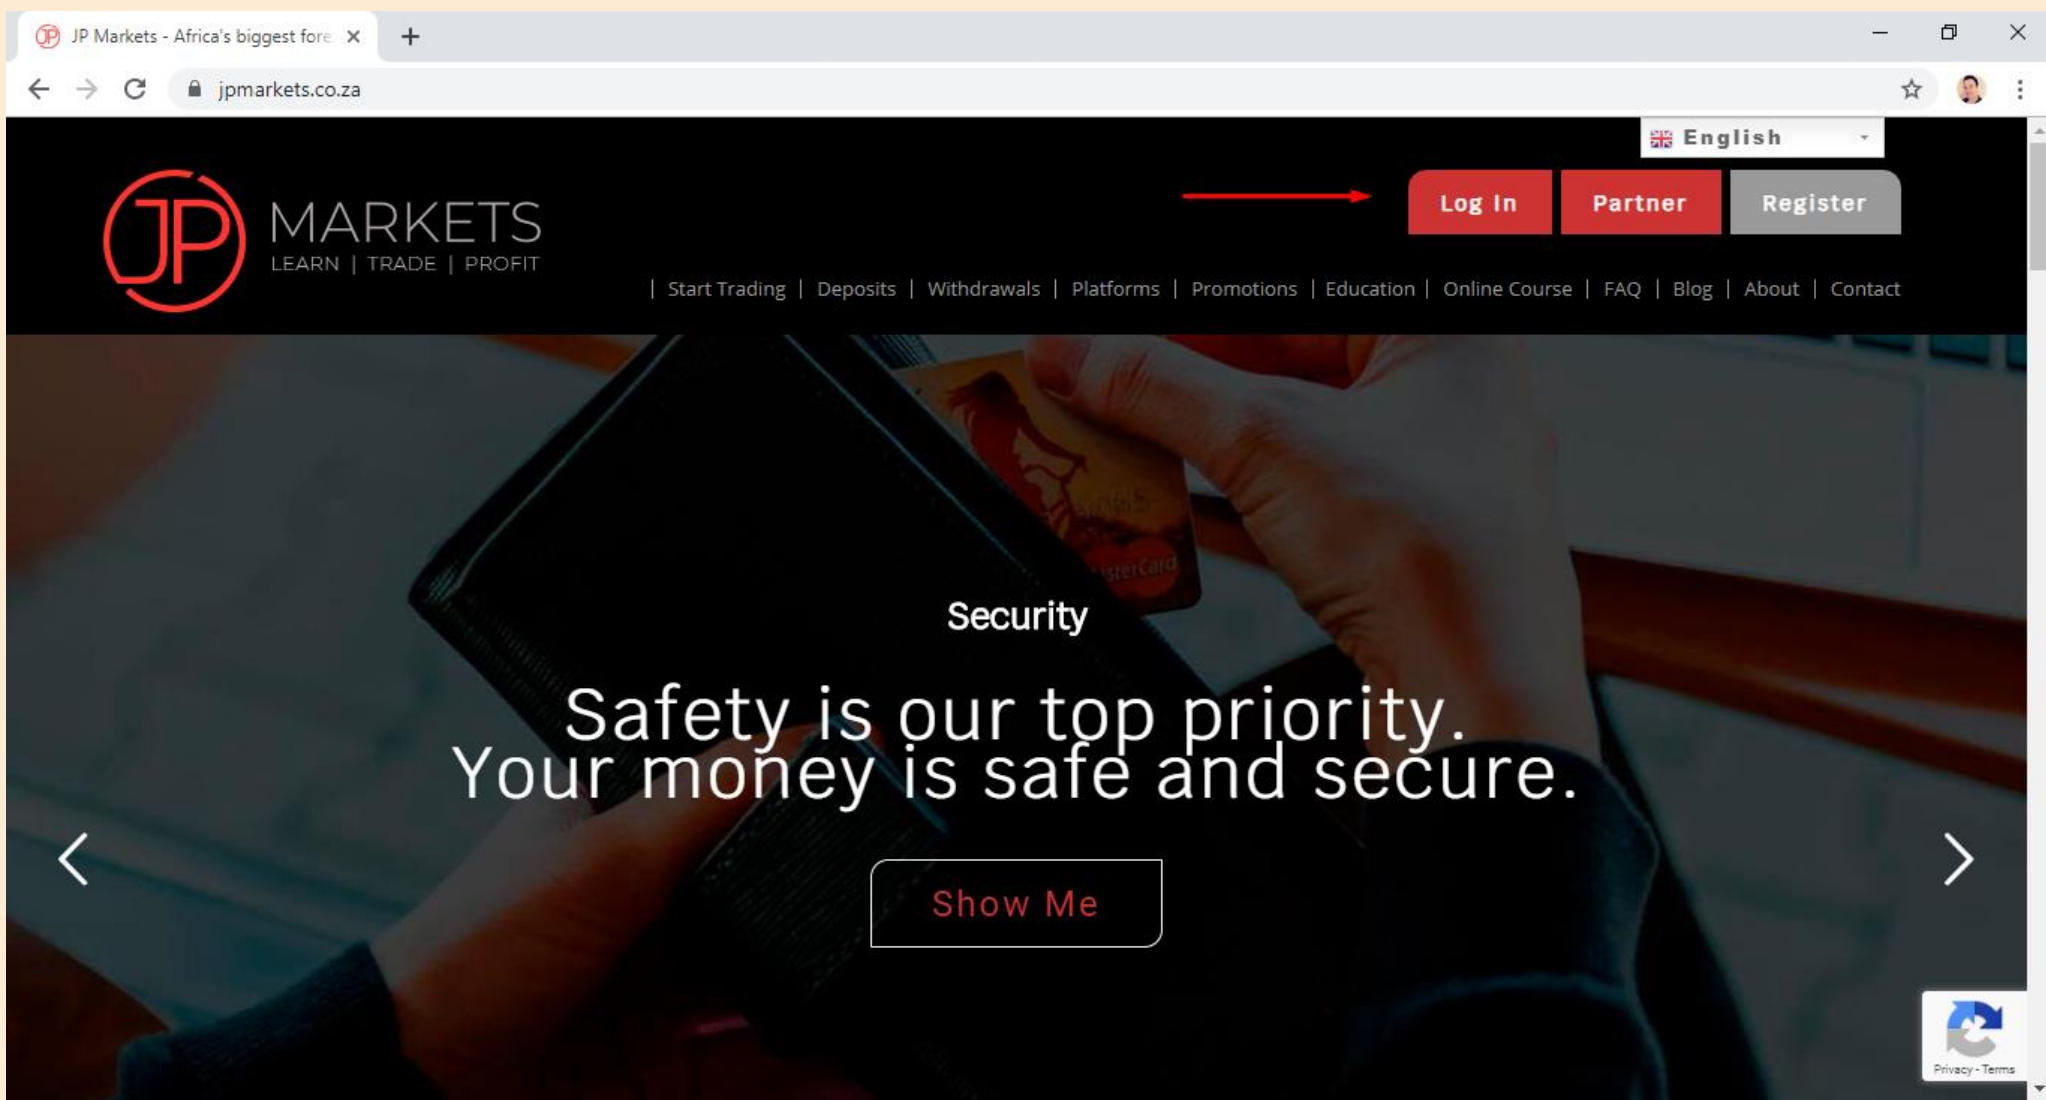 JP Markets - Africa's biggest fore
jpmarkets.co.za
English
JP MARKETS
LEARN | TRADE | PROFIT
Log In
Partner
Register
| Start Trading | Deposits | Withdrawals | Platforms | Promotions | Education | Online Course | FAQ | Blog | About | Contact
Security
Safety is our top priority.
Your money is safe and secure.
Show Me
Privacy - Terms